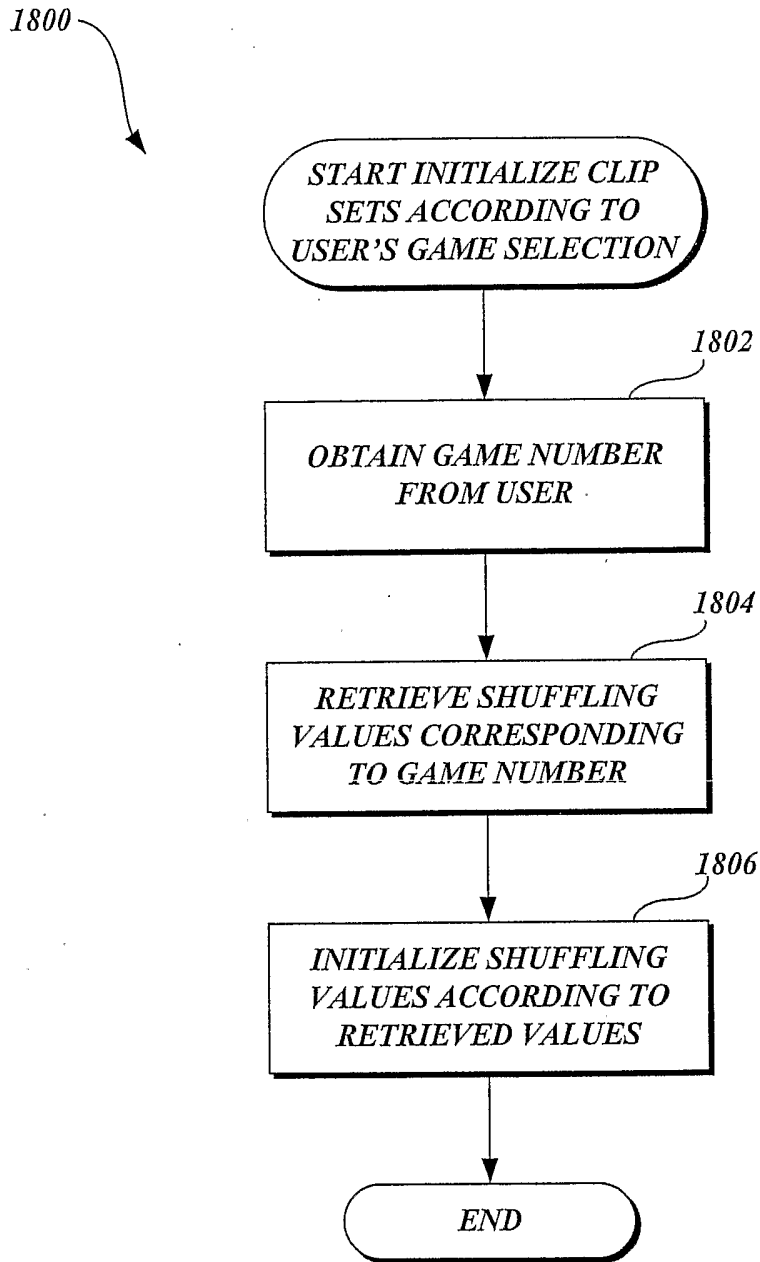 1800
START INITIALIZE CLIP
SETS ACCORDING TO
USER'S GAME SELECTION
1802
OBTAIN GAME NUMBER
FROM USER
1804
RETRIEVE SHUFFLING
VALUES CORRESPONDING
TO GAME NUMBER
1806
INITIALIZE SHUFFLING
VALUES ACCORDING TO
RETRIEVED VALUES
END